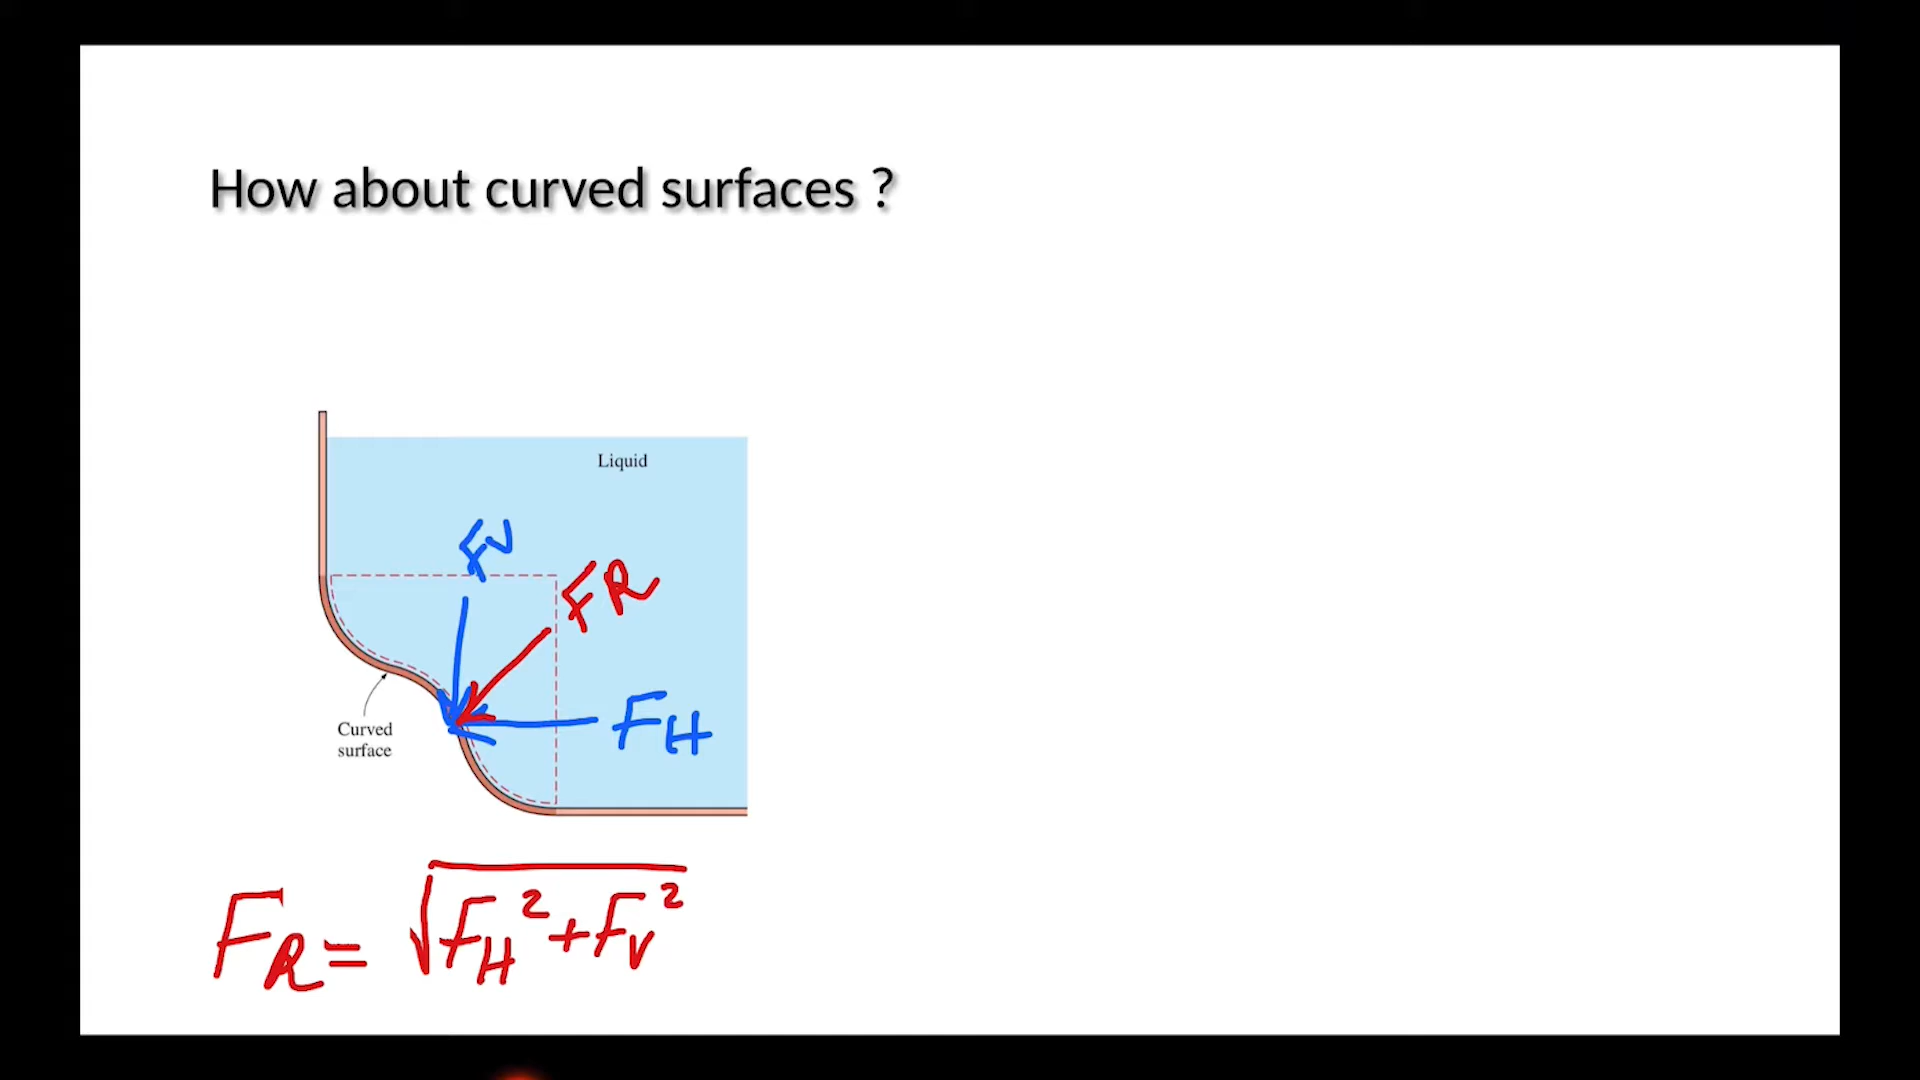 How about curved surfaces ?
Liquid
Fv
FR
FH
Curved
surface
FR = √FH² + Fv²